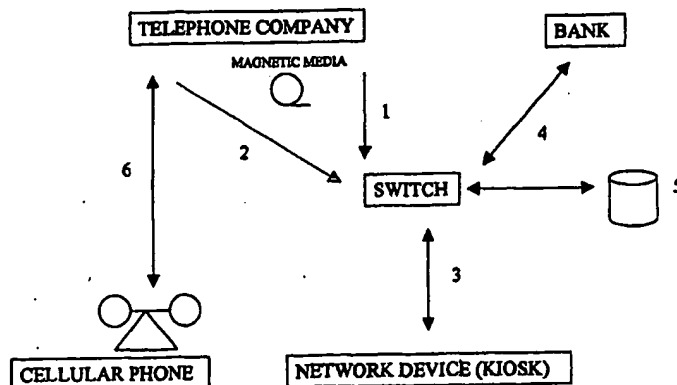 TELEPHONE COMPANY
BANK
MAGNETIC MEDIA
1
2
4
6
SWITCH
5
3
CELLULAR PHONE
NETWORK DEVICE (KIOSK)